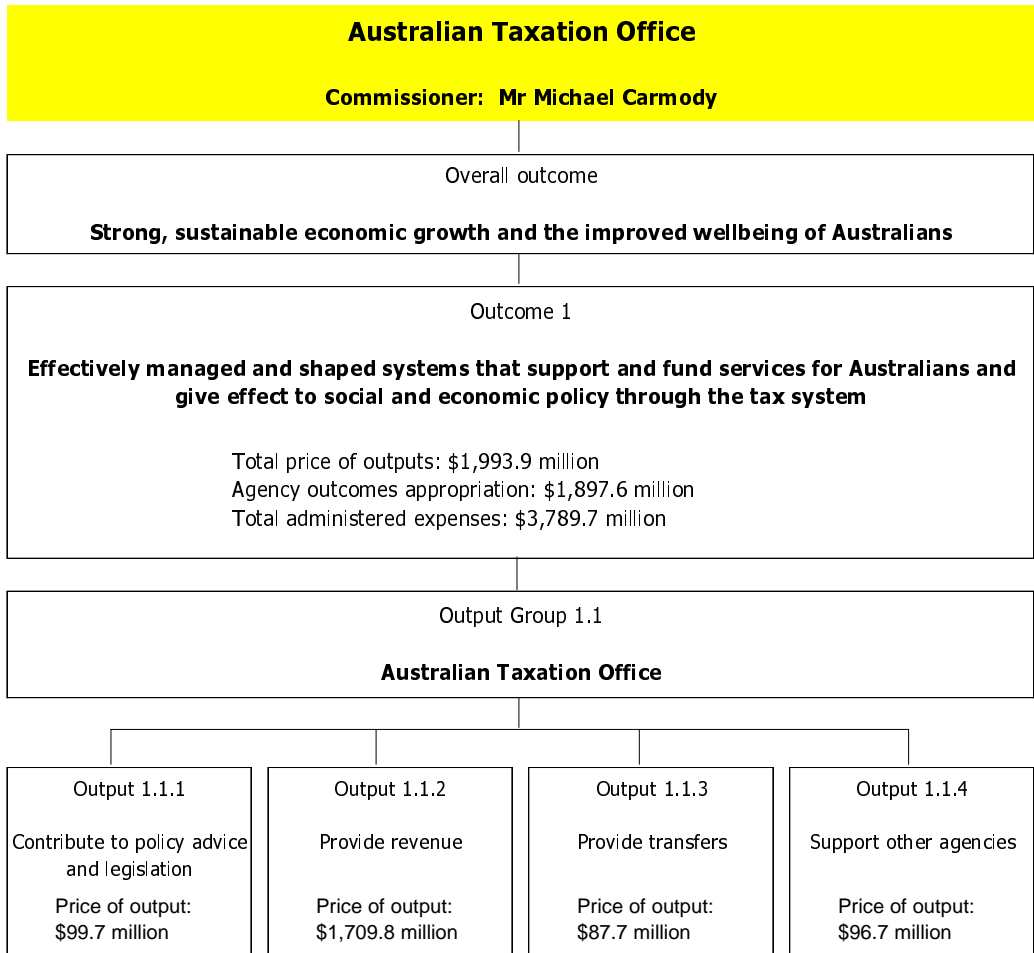 Australian Taxation Office
Commissioner: Mr Michael Carmody
Overall outcome
Strong, sustainable economic growth and the improved wellbeing of Australians
Outcome 1
Effectively managed and shaped systems that support and fund services for Australians and
give effect to social and economic policy through the tax system
Total price of outputs: $1,993.9 million
Agency outcomes appropriation: $1,897.6 million
Total administered expenses: $3,789.7 million
Output Group 1.1
Australian Taxation Office
Output 1.1.1
Contribute to policy advice
and legislation
Price of output:
$99.7 million
Output 1.1.2
Provide revenue
Price of output:
$1,709.8 million
Output 1.1.3
Provide transfers
Price of output:
$87.7 million
Output 1.1.4
Support other agencies
Price of output:
$96.7 million